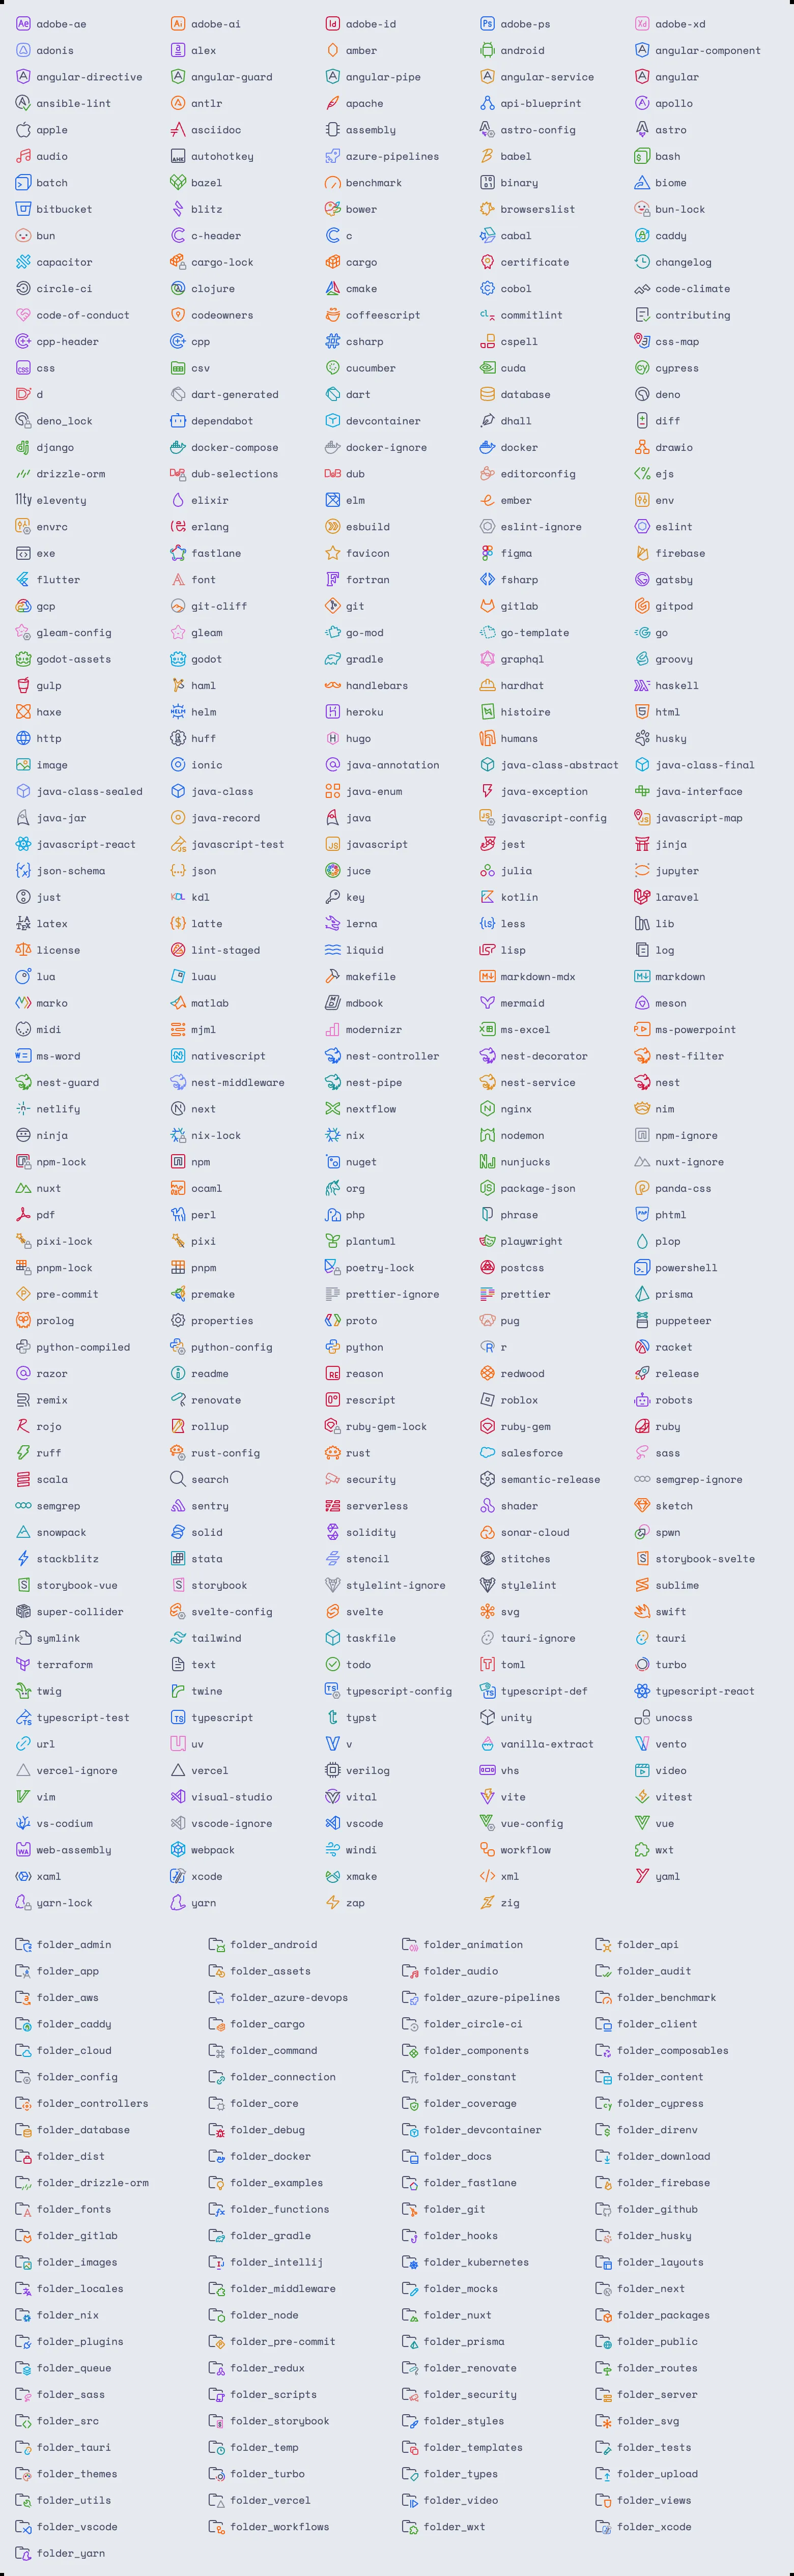 adobe-ae adobe-ai adobe-id adobe-ps adobe-xd
adonis alex amber android angular-component
angular-directive angular-guard angular-pipe angular-service angular
ansible-lint antlr apache api-blueprint apollo
apple asciidoc assembly astro-config astro
audio autohotkey azure-pipelines babel bash
batch bazel benchmark binary biome
bitbucket blitz bower browserslist bun-lock
bun c-header c cabal caddy
capacitor cargo-lock cargo certificate changelog
circle-ci clojure cmake cobol code-climate
code-of-conduct codeowners coffeescript commitlint contributing
cpp-header cpp csharp cspell css-map
css csv cucumber cuda cypress
d dart-generated dart database deno
deno_lock dependabot devcontainer dhall diff
django docker-compose docker-ignore docker drawio
drizzle-orm dub-selections dub editorconfig ejs
eleventy elixir elm ember env
envrc erlang esbuild eslint-ignore eslint
exe fastlane favicon figma firebase
flutter font fortran fsharp gatsby
gcp git-cliff git gitlab gitpod
gleam-config gleam go-mod go-template go
godot-assets godot gradle graphql groovy
gulp haml handlebars hardhat haskell
haxe helm heroku histoire html
http huff hugo humans husky
image ionic java-annotation java-class-abstract java-class-final
java-class-sealed java-class java-enum java-exception java-interface
java-jar java-record java javascript-config javascript-map
javascript-react javascript-test javascript jest jinja
json-schema json juce julia jupyter
just kdl key kotlin laravel
latex latte lerna less lib
license lint-staged liquid lisp log
lua luau makefile markdown-mdx markdown
marko matlab mdbook mermaid meson
midi mjml modernizr ms-excel ms-powerpoint
ms-word nativescript nest-controller nest-decorator nest-filter
nest-guard nest-middleware nest-pipe nest-service nest
netlify next nextflow nginx nim
ninja nix-lock nix nodemon npm-ignore
npm-lock npm nuget nunjucks nuxt-ignore
nuxt ocaml org package-json panda-css
pdf perl php phrase phtml
pixi-lock pixi plantuml playwright plop
pnpm-lock pnpm poetry-lock postcss powershell
pre-commit premake prettier-ignore prettier prisma
prolog properties proto pug puppeteer
python-compiled python-config python r racket
razor readme reason redwood release
remix renovate rescript roblox robots
rojo rollup ruby-gem-lock ruby-gem ruby
ruff rust-config rust salesforce sass
scala search security semantic-release semgrep-ignore
semgrep sentry serverless shader sketch
snowpack solid solidity sonar-cloud spwn
stackblitz stata stencil stitches storybook-svelte
storybook-vue storybook stylelint-ignore stylelint sublime
super-collider svelte-config svelte svg swift
symlink tailwind taskfile tauri-ignore tauri
terraform text todo toml turbo
twig twine typescript-config typescript-def typescript-react
typescript-test typescript typst unity unocss
url uv v vanilla-extract vento
vercel-ignore vercel verilog vhs video
vim visual-studio vital vite vitest
vs-codium vscode-ignore vscode vue-config vue
web-assembly webpack windi workflow wxt
xaml xcode xmake xml yaml
yarn-lock yarn zap zig
folder_admin folder_android folder_animation folder_api
folder_app folder_assets folder_audio folder_audit
folder_aws folder_azure-devops folder_azure-pipelines folder_benchmark
folder_caddy folder_cargo folder_circle-ci folder_client
folder_cloud folder_command folder_components folder_composables
folder_config folder_connection folder_constant folder_content
folder_controllers folder_core folder_coverage folder_cypress
folder_database folder_debug folder_devcontainer folder_direnv
folder_dist folder_docker folder_docs folder_download
folder_drizzle-orm folder_examples folder_fastlane folder_firebase
folder_fonts folder_functions folder_git folder_github
folder_gitlab folder_gradle folder_hooks folder_husky
folder_images folder_intellij folder_kubernetes folder_layouts
folder_locales folder_middleware folder_mocks folder_next
folder_nix folder_node folder_nuxt folder_packages
folder_plugins folder_pre-commit folder_prisma folder_public
folder_queue folder_redux folder_renovate folder_routes
folder_sass folder_scripts folder_security folder_server
folder_src folder_storybook folder_styles folder_svg
folder_tauri folder_temp folder_templates folder_tests
folder_themes folder_turbo folder_types folder_upload
folder_utils folder_vercel folder_video folder_views
folder_vscode folder_workflows folder_wxt folder_xcode
folder_yarn